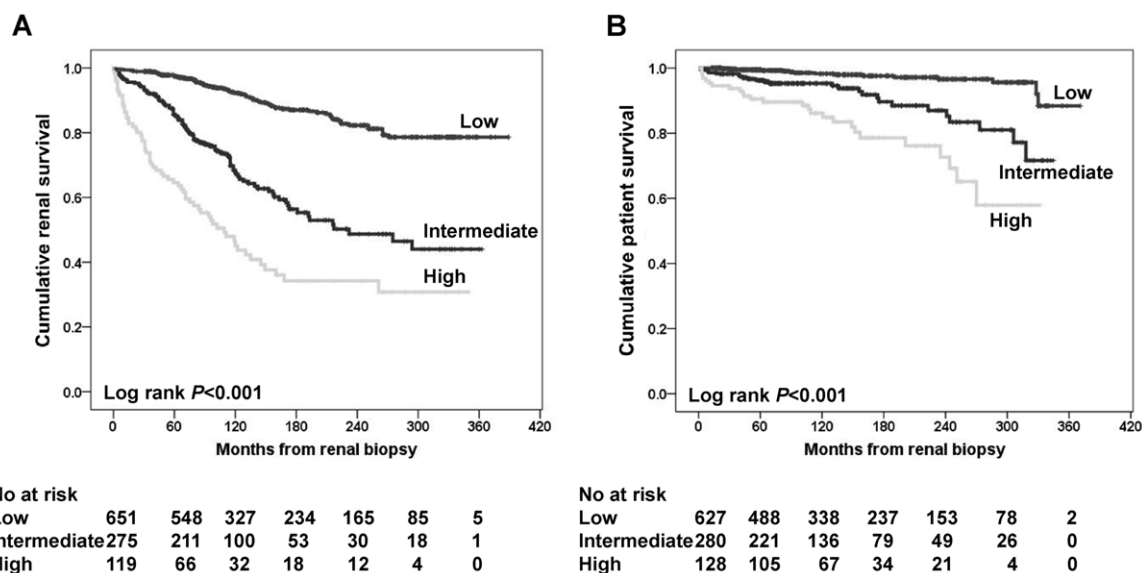 A
Cumulative renal survival
1.0
0.8
0.6
0.4
0.2
0.0
Low
Intermediate
High
Log rank P<0.001
0 60 120 180 240 300 360 420
Months from renal biopsy
No at risk
Low 651 548 327 234 165 85 5
Intermediate 275 211 100 53 30 18 1
High 119 66 32 18 12 4 0
B
Cumulative patient survival
1.0
0.8
0.6
0.4
0.2
0.0
Low
Intermediate
High
Log rank P<0.001
0 60 120 180 240 300 360 420
Months from renal biopsy
No at risk
Low 627 488 338 237 153 78 2
Intermediate 280 221 136 79 49 26 0
High 128 105 67 34 21 4 0